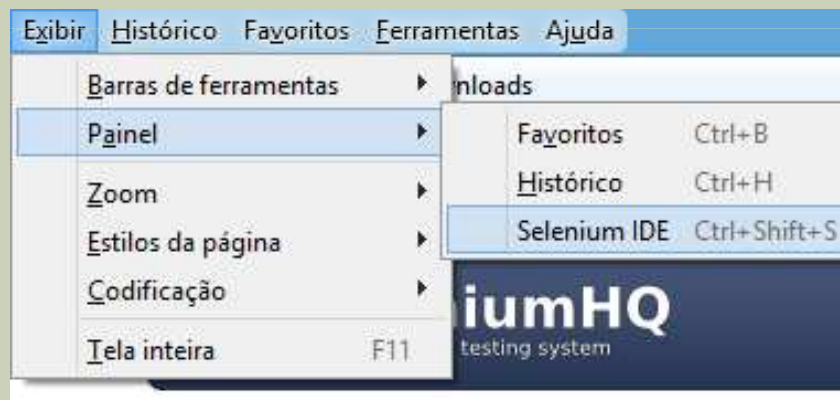 Exibir Histórico Favoritos Ferramentas Ajuda
Barras de ferramentas
Painel
Zoom
Estilos da página
Codificação
Tela inteira F11
Favoritos Ctrl+B
Histórico Ctrl+H
Selenium IDE Ctrl+Shift+S
nloads
iumHQ
testing system